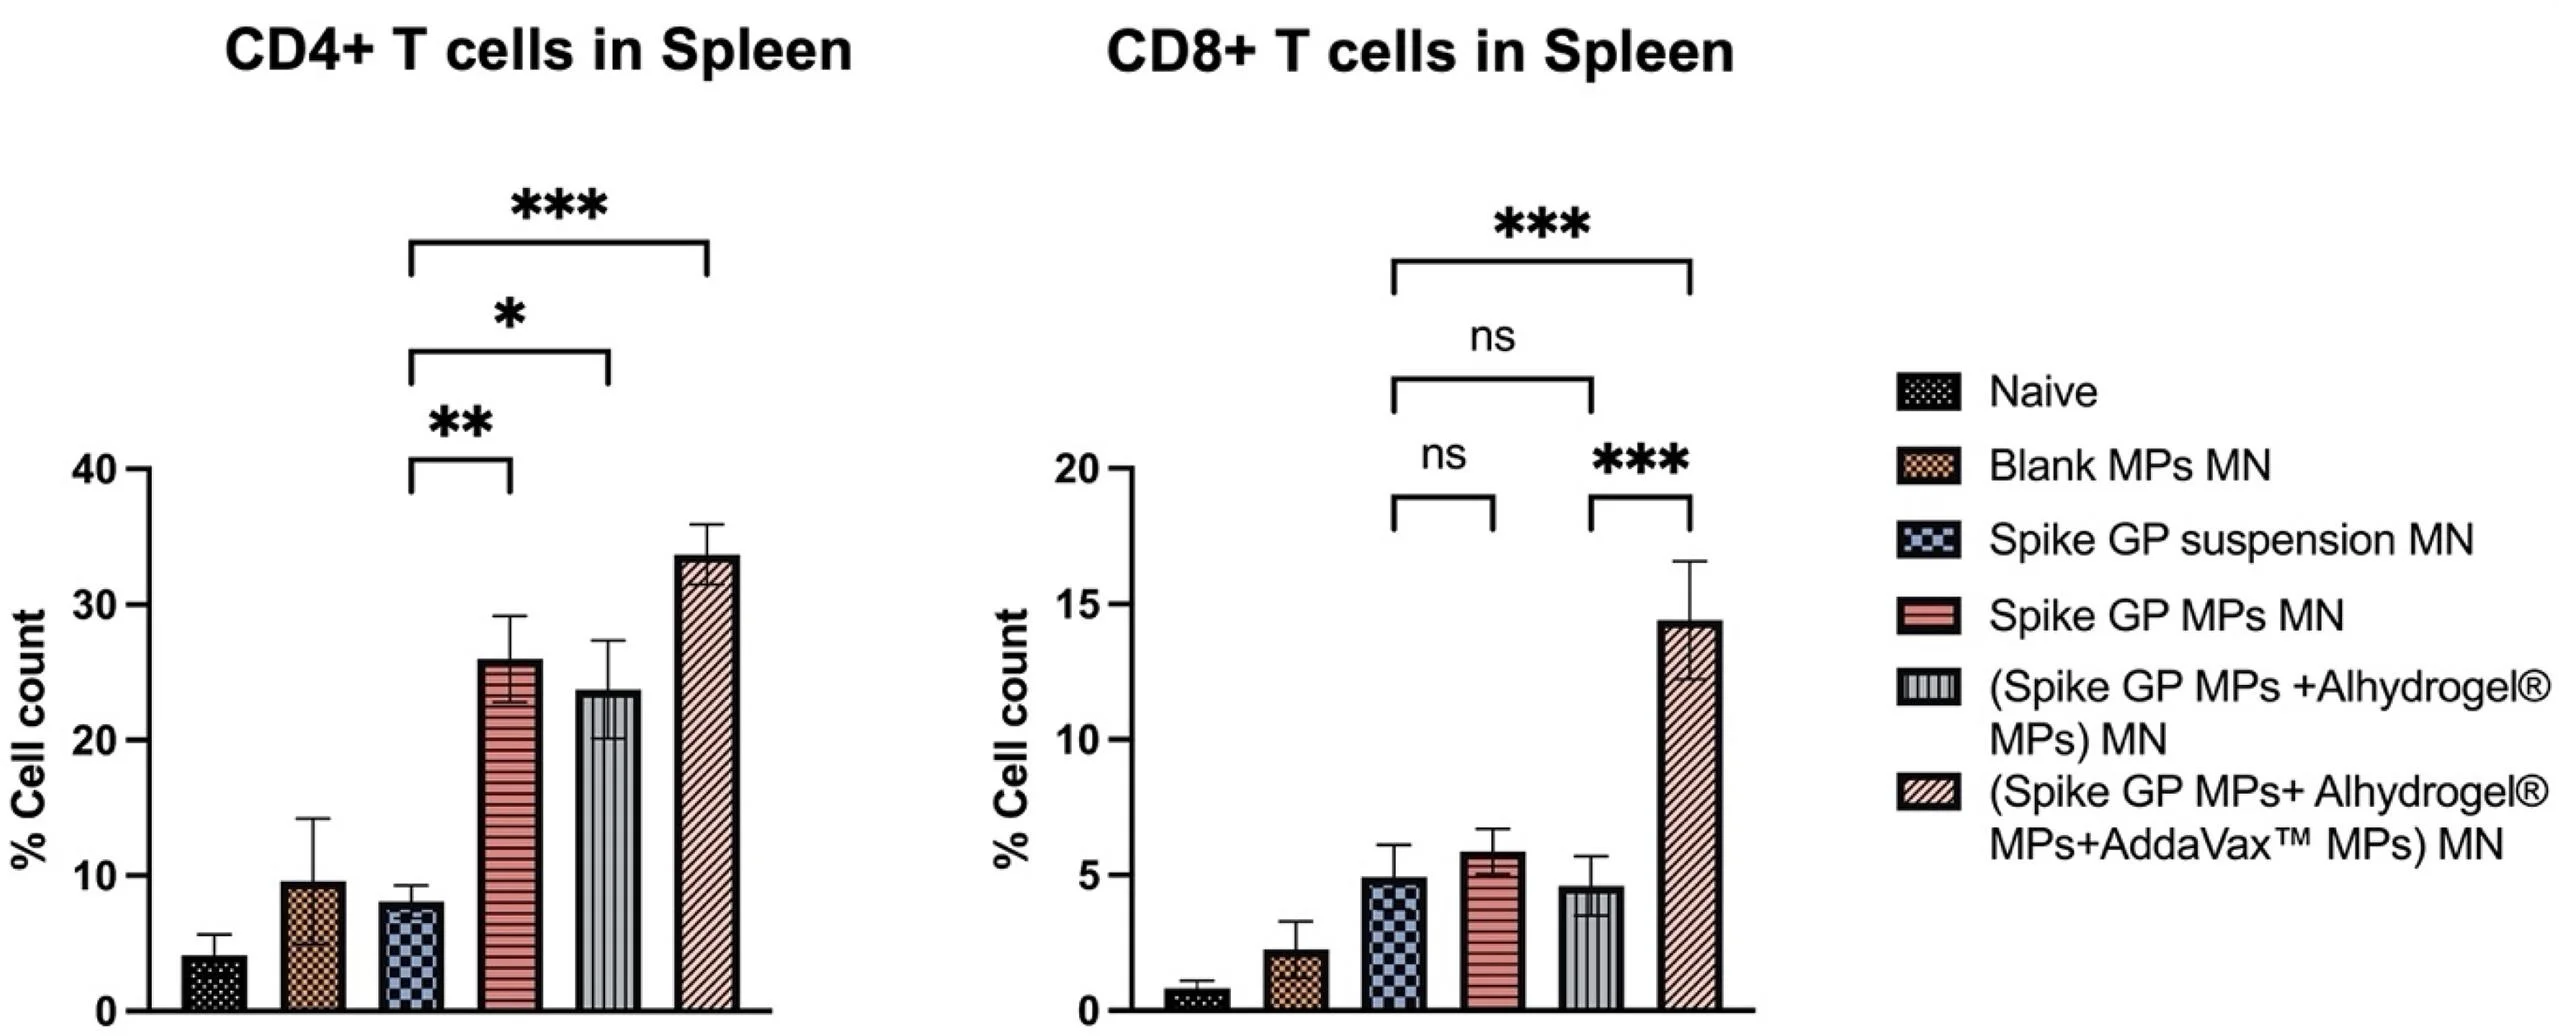 CD4+ T cells in Spleen
***
*
**
40
30
20
10
0
% Cell count
CD8+ T cells in Spleen
***
ns
ns
***
20
15
10
5
0
% Cell count
Naive
Blank MPs MN
Spike GP suspension MN
Spike GP MPs MN
(Spike GP MPs +Alhydrogel®
MPs) MN
(Spike GP MPs+ Alhydrogel®
MPs+AddaVax™ MPs) MN